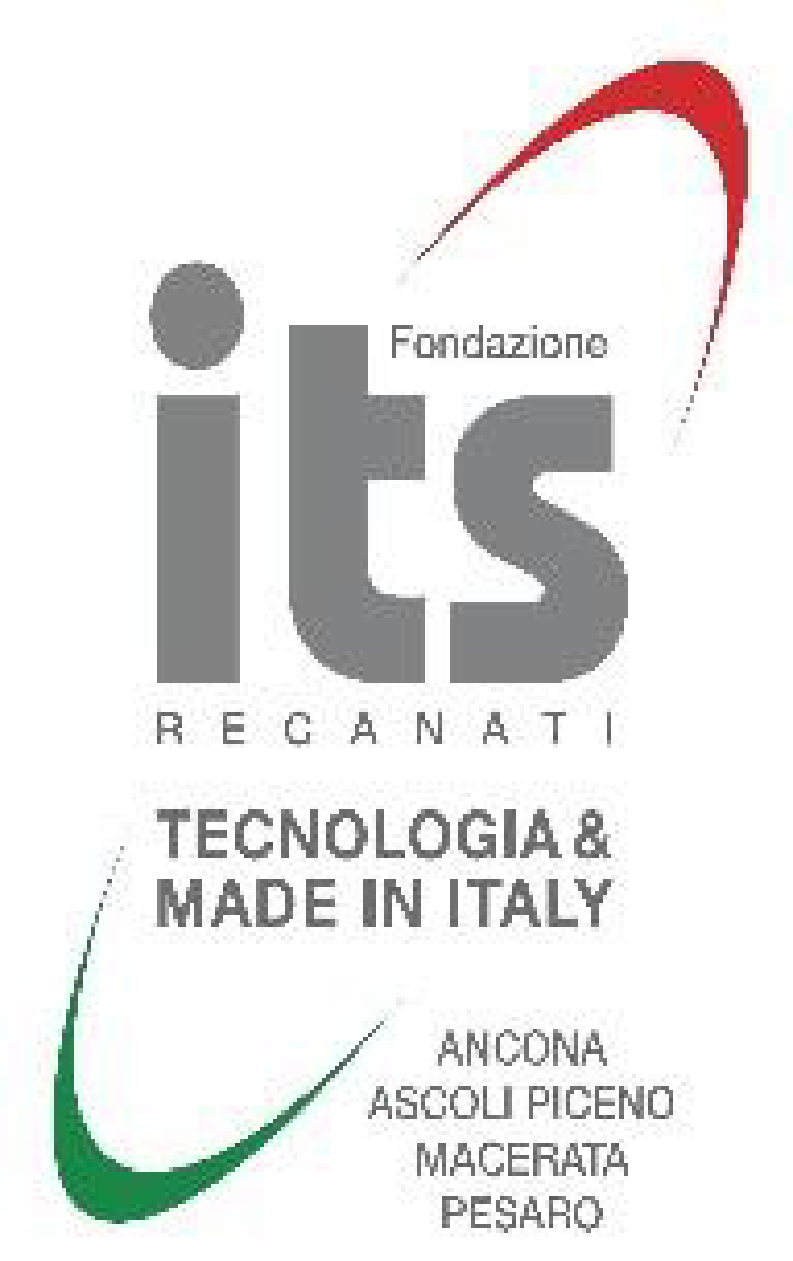 Fondazione
its
RECANATI
TECNOLOGIA &
MADE IN ITALY
ANCONA
ASCOLI PICENO
MACERATA
PESARO